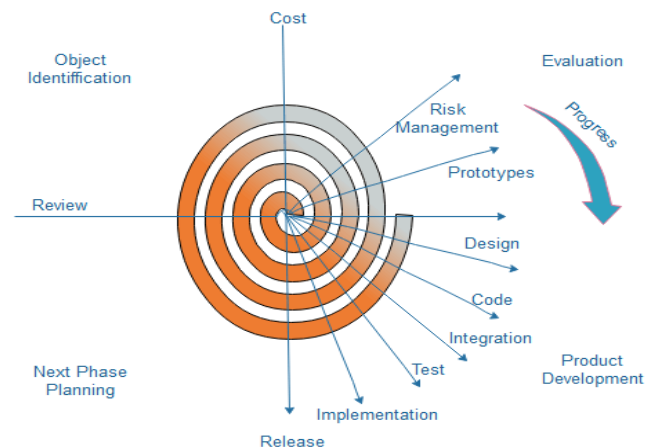 Cost
Object
Identiffication
Evaluation
Risk
Management
Progress
Prototypes
Review
Design
Code
Integration
Test
Next Phase
Planning
Product
Development
Implementation
Release